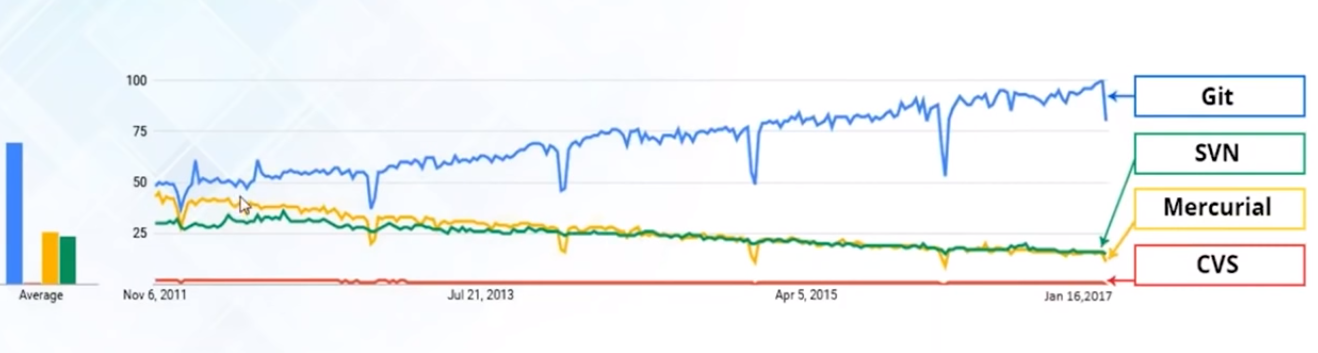 100
75
50
25
Average
Nov 6, 2011
Jul 21, 2013
Apr 5, 2015
Jan 16,2017
Git
SVN
Mercurial
CVS